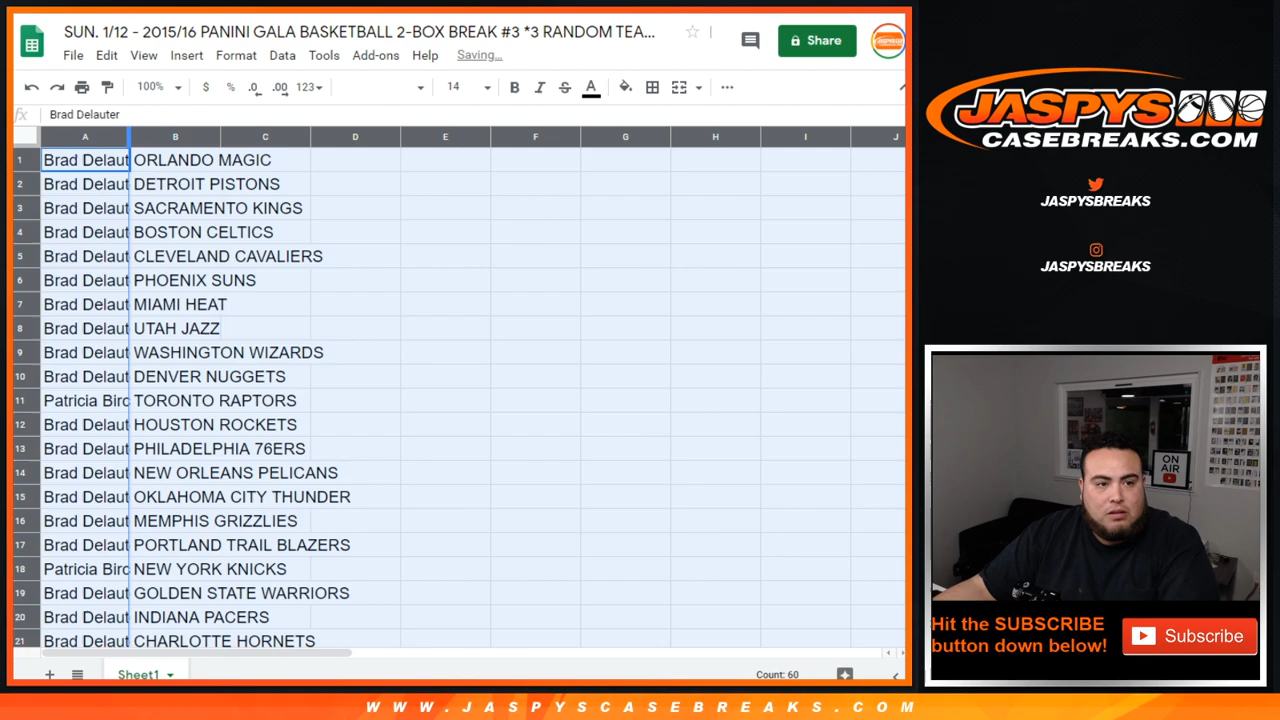 SUN. 1/12 - 2015/16 PANINI GALA BASKETBALL 2-BOX BREAK #3 *3 RANDOM TEA...
Share
File Edit View Insert Format Data Tools Add-ons Help Saving...
100% $ % .0 .00 123 14 B I S A ...
fx Brad Delauter
A B C D E F G H I J
1 Brad Delaut ORLANDO MAGIC
2 Brad Delaut DETROIT PISTONS
3 Brad Delaut SACRAMENTO KINGS
4 Brad Delaut BOSTON CELTICS
5 Brad Delaut CLEVELAND CAVALIERS
6 Brad Delaut PHOENIX SUNS
7 Brad Delaut MIAMI HEAT
8 Brad Delaut UTAH JAZZ
9 Brad Delaut WASHINGTON WIZARDS
10 Brad Delaut DENVER NUGGETS
11 Patricia Birc TORONTO RAPTORS
12 Brad Delaut HOUSTON ROCKETS
13 Brad Delaut PHILADELPHIA 76ERS
14 Brad Delaut NEW ORLEANS PELICANS
15 Brad Delaut OKLAHOMA CITY THUNDER
16 Brad Delaut MEMPHIS GRIZZLIES
17 Brad Delaut PORTLAND TRAIL BLAZERS
18 Patricia Birc NEW YORK KNICKS
19 Brad Delaut GOLDEN STATE WARRIORS
20 Brad Delaut INDIANA PACERS
21 Brad Delaut CHARLOTTE HORNETS
Sheet1
Count: 60
JASPYS
CASEBREAKS.COM
JASPYSBREAKS
JASPYSBREAKS
ON
AIR
Hit the SUBSCRIBE
button down below!
Subscribe
WWW.JASPYSCASEBREAKS.COM